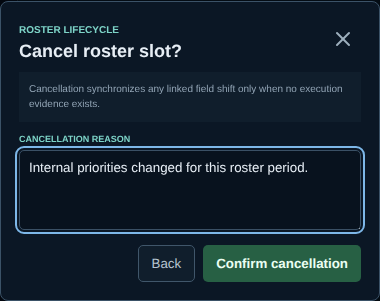 ROSTER LIFECYCLE
Cancel roster slot?
Cancellation synchronizes any linked field shift only when no execution
evidence exists.
CANCELLATION REASON
Internal priorities changed for this roster period.
Back
Confirm cancellation